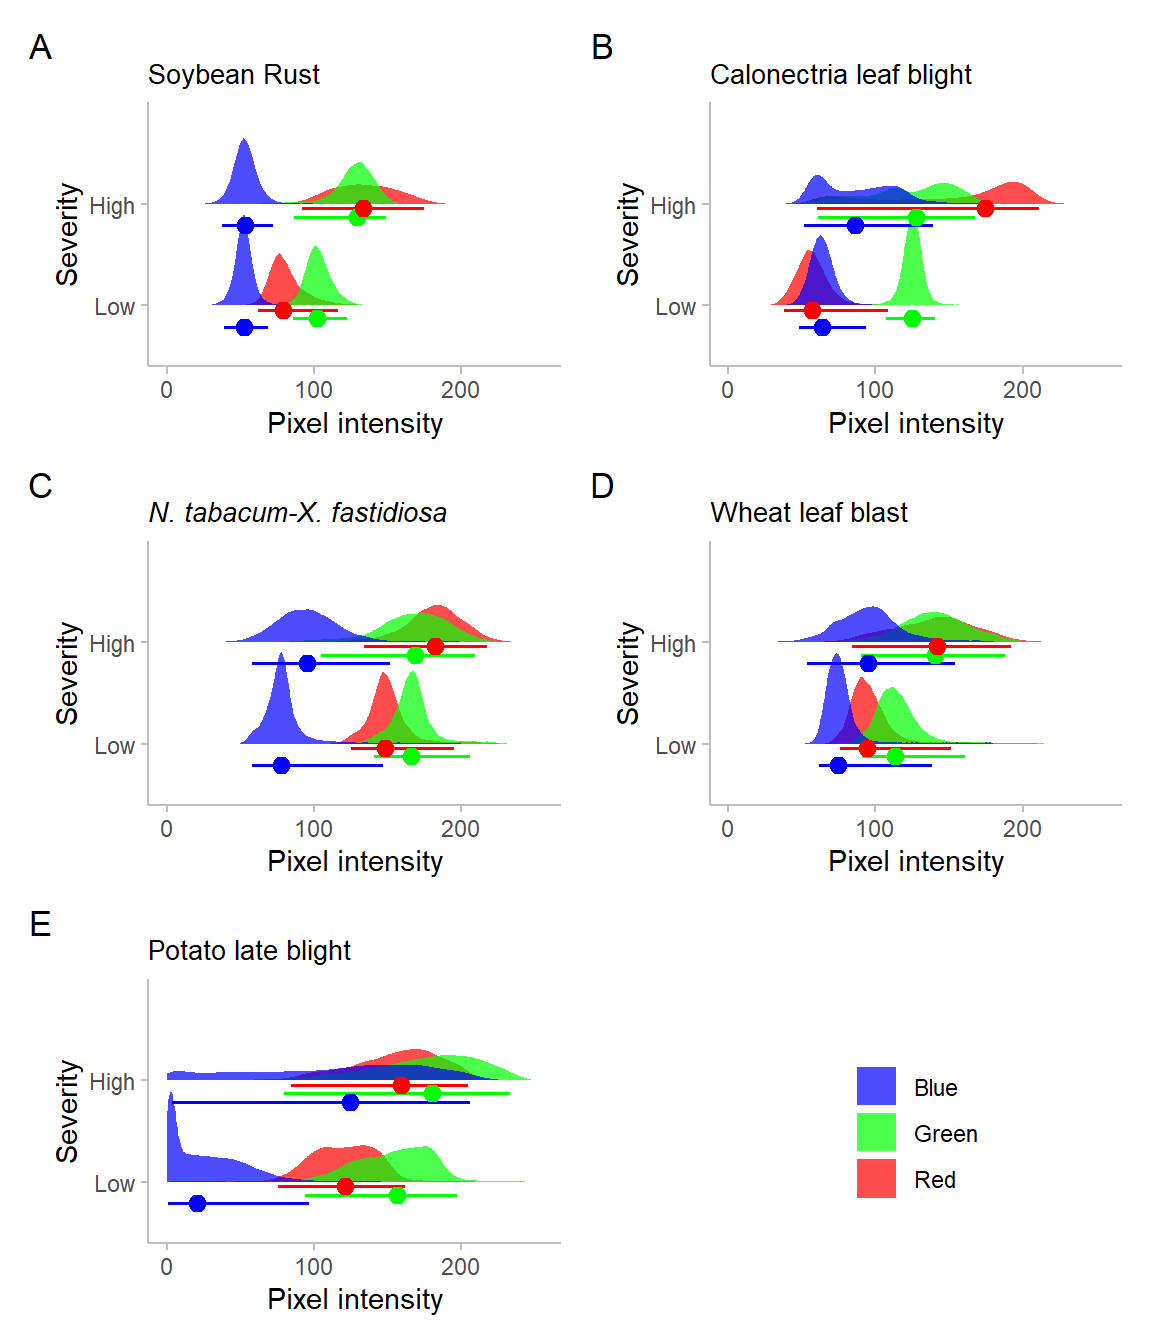 A
Soybean Rust
Severity
High
Low
0 100 200
Pixel intensity
B
Calonectria leaf blight
Severity
High
Low
0 100 200
Pixel intensity
C
N. tabacum-X. fastidiosa
Severity
High
Low
0 100 200
Pixel intensity
D
Wheat leaf blast
Severity
High
Low
0 100 200
Pixel intensity
E
Potato late blight
Severity
High
Low
0 100 200
Pixel intensity
Blue
Green
Red